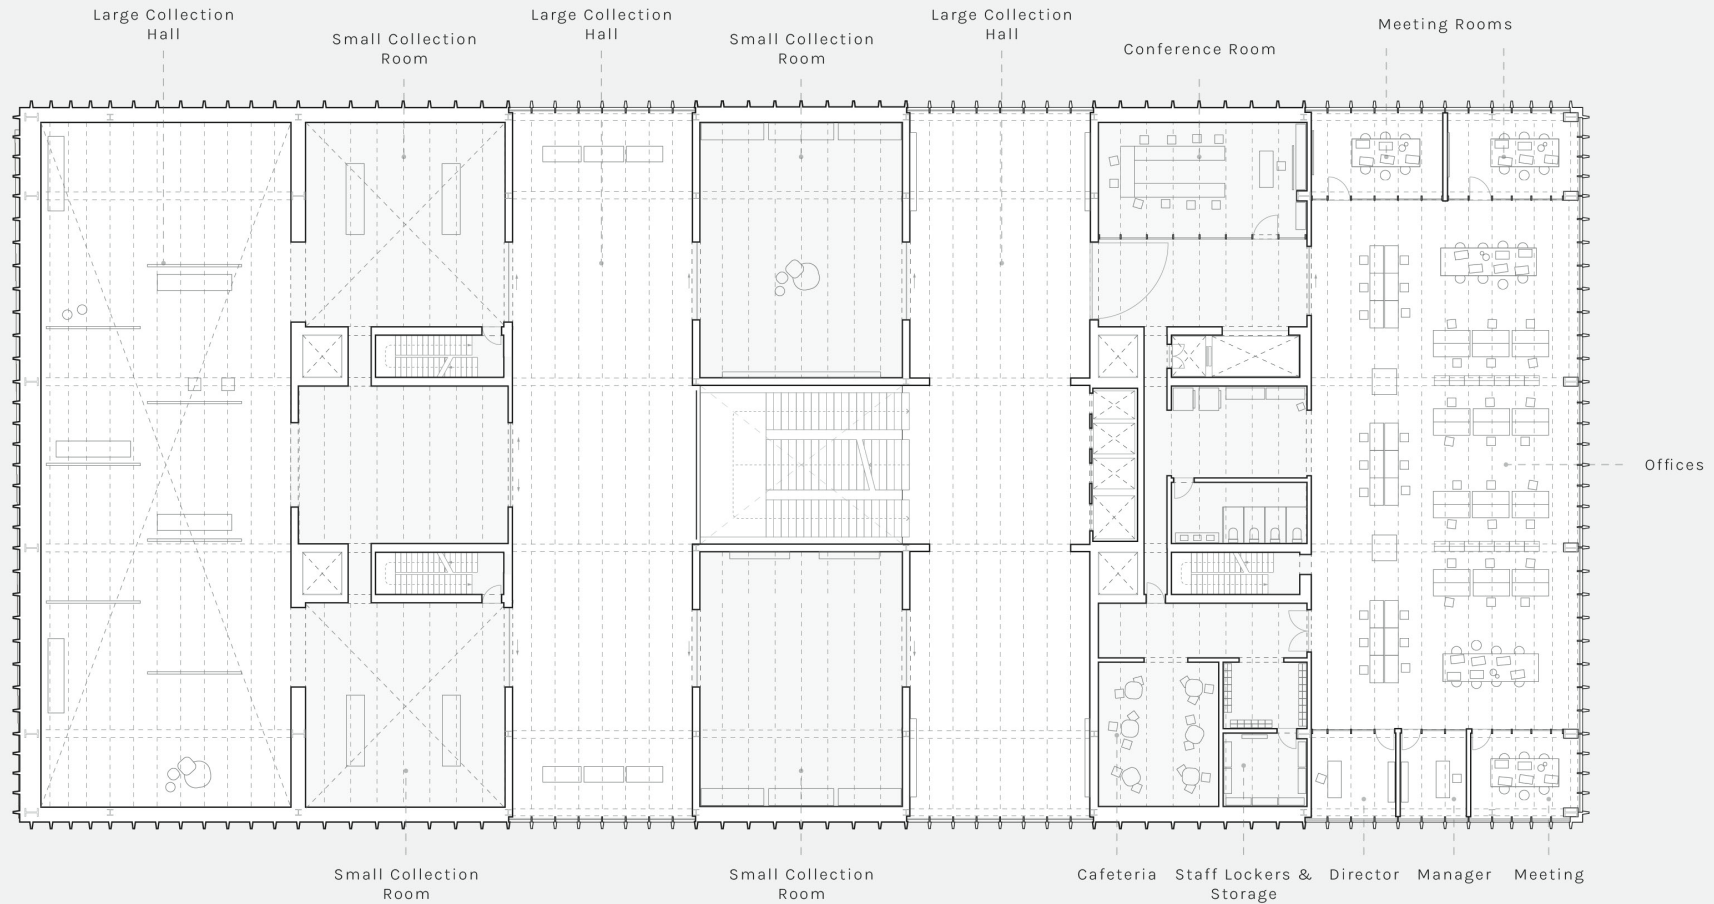 Large Collection
Hall
Small Collection
Room
Large Collection
Hall
Small Collection
Room
Large Collection
Hall
Conference Room
Meeting Rooms
Offices
Small Collection
Room
Small Collection
Room
Cafeteria
Staff Lockers &
Storage
Director
Manager
Meeting